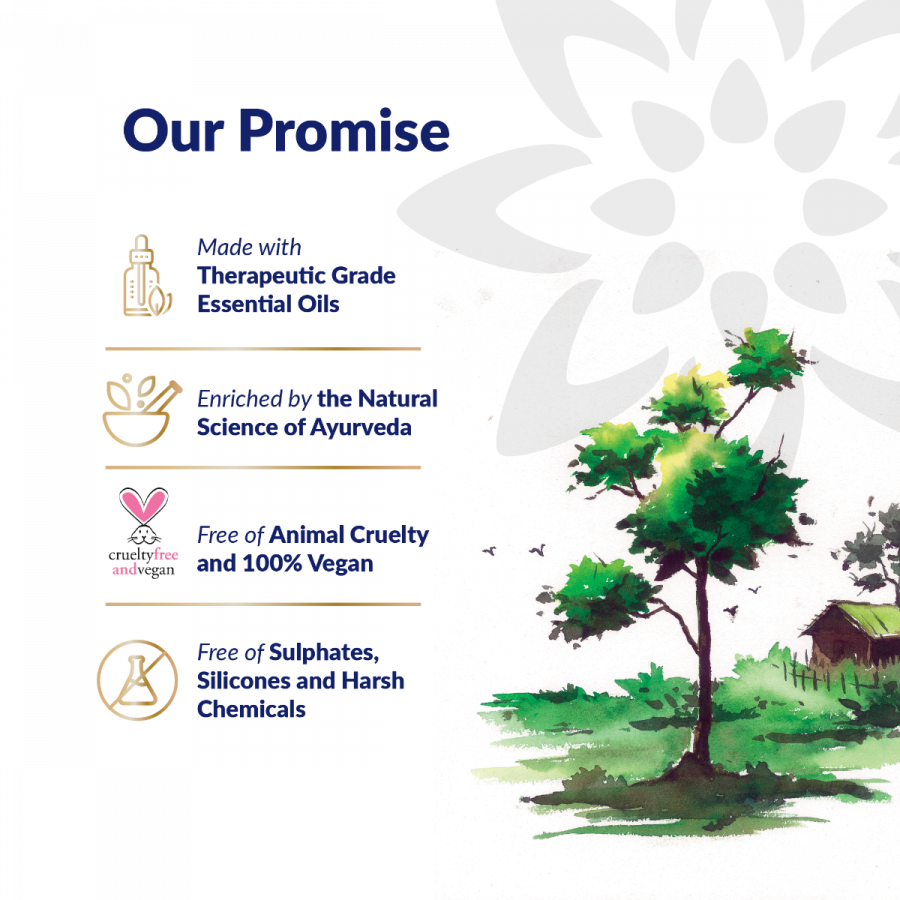 Our Promise
Made with
Therapeutic Grade
Essential Oils
Enriched by the Natural
Science of Ayurveda
crueltyfree
andvegan
Free of Animal Cruelty
and 100% Vegan
Free of Sulphates,
Silicones and Harsh
Chemicals